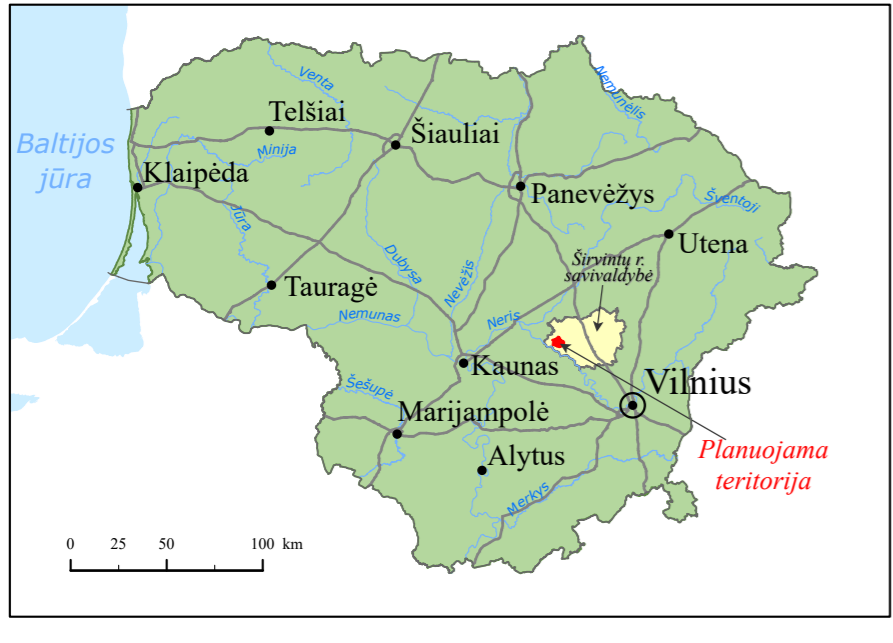 Venta
Nemunėlis
Telšiai
Šiauliai
Baltijos
jūra
Minija
Klaipėda
Panevėžys
Šventoji
Jūra
Utena
Dubysa
Nevėžis
Širvintų r.
savivaldybė
Tauragė
Nemunas
Neris
Kaunas
Vilnius
Šešupė
Marijampolė
Planuojama
teritorija
Alytus
Merkys
0 25 50 100 km